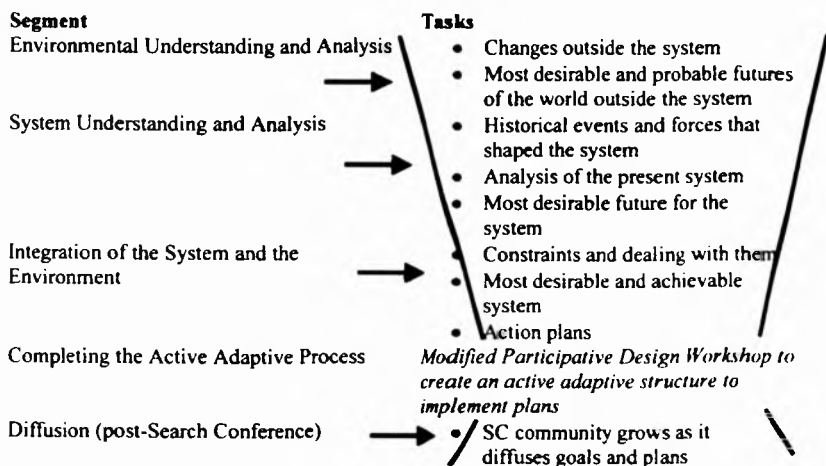 Segment
Tasks
Environmental Understanding and Analysis
• Changes outside the system
• Most desirable and probable futures
of the world outside the system
System Understanding and Analysis
• Historical events and forces that
shaped the system
• Analysis of the present system
• Most desirable future for the
system
Integration of the System and the
Environment
• Constraints and dealing with them
• Most desirable and achievable
system
• Action plans
Completing the Active Adaptive Process
Modified Participative Design Workshop to
create an active adaptive structure to
implement plans
Diffusion (post-Search Conference)
• SC community grows as it
diffuses goals and plans